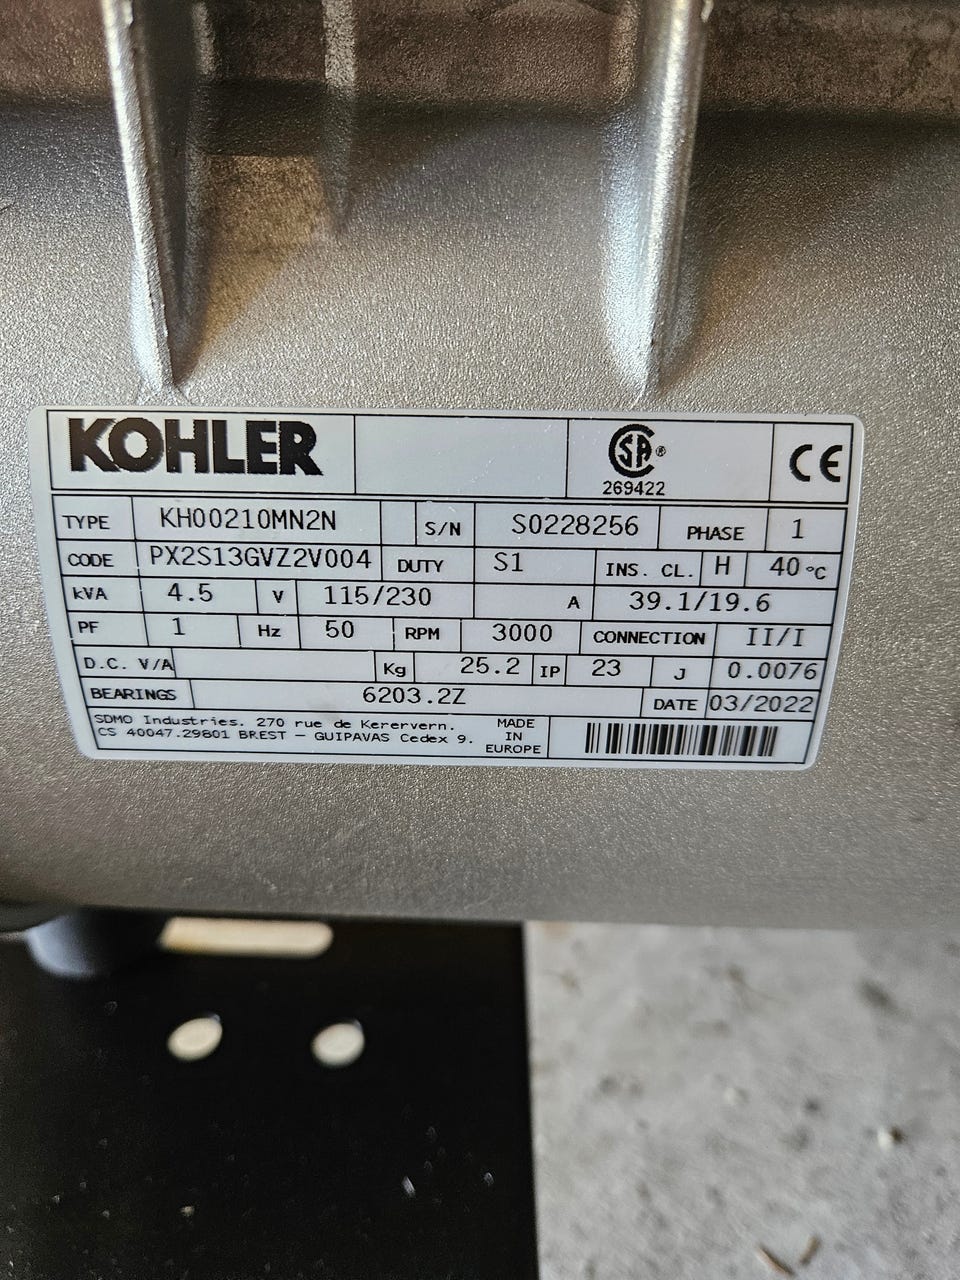 KOHLER SA® CE
269422
TYPE KH00210MN2N S/N S0228256 PHASE 1
CODE PX2S13GVZ2V004 DUTY S1 INS. CL. H 40°C
kVA 4.5 V 115/230 A 39.1/19.6
PF 1 Hz 50 RPM 3000 CONNECTION II/I
D.C. V/A Kg 25.2 IP 23 J 0.0076
BEARINGS 6203.2Z DATE 03/2022
SDMO Industries. 270 rue de Kerervern.
CS 40047.29801 BREST — GUIPAVAS Cedex 9.
MADE
IN
EUROPE